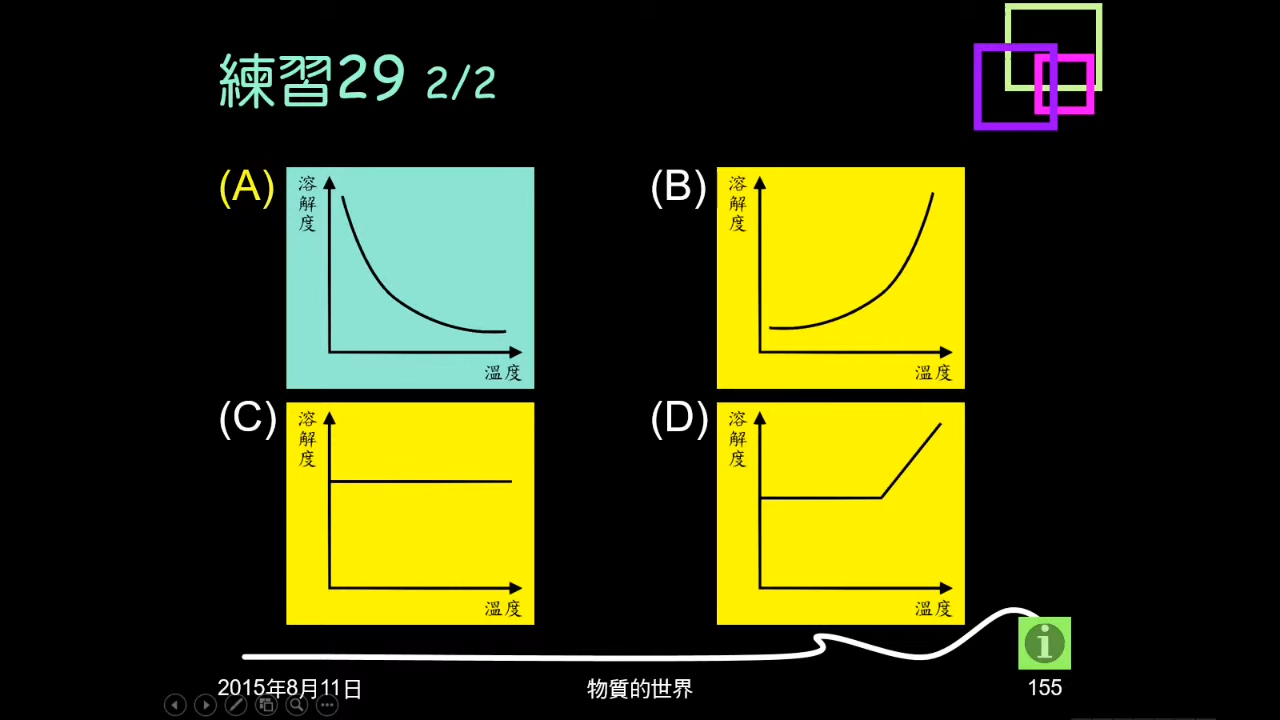 練習29 2/2
(A)
溶解度
溫度
(B)
溶解度
溫度
(C)
溶解度
溫度
(D)
溶解度
溫度
i
2015年8月11日
物質的世界
155